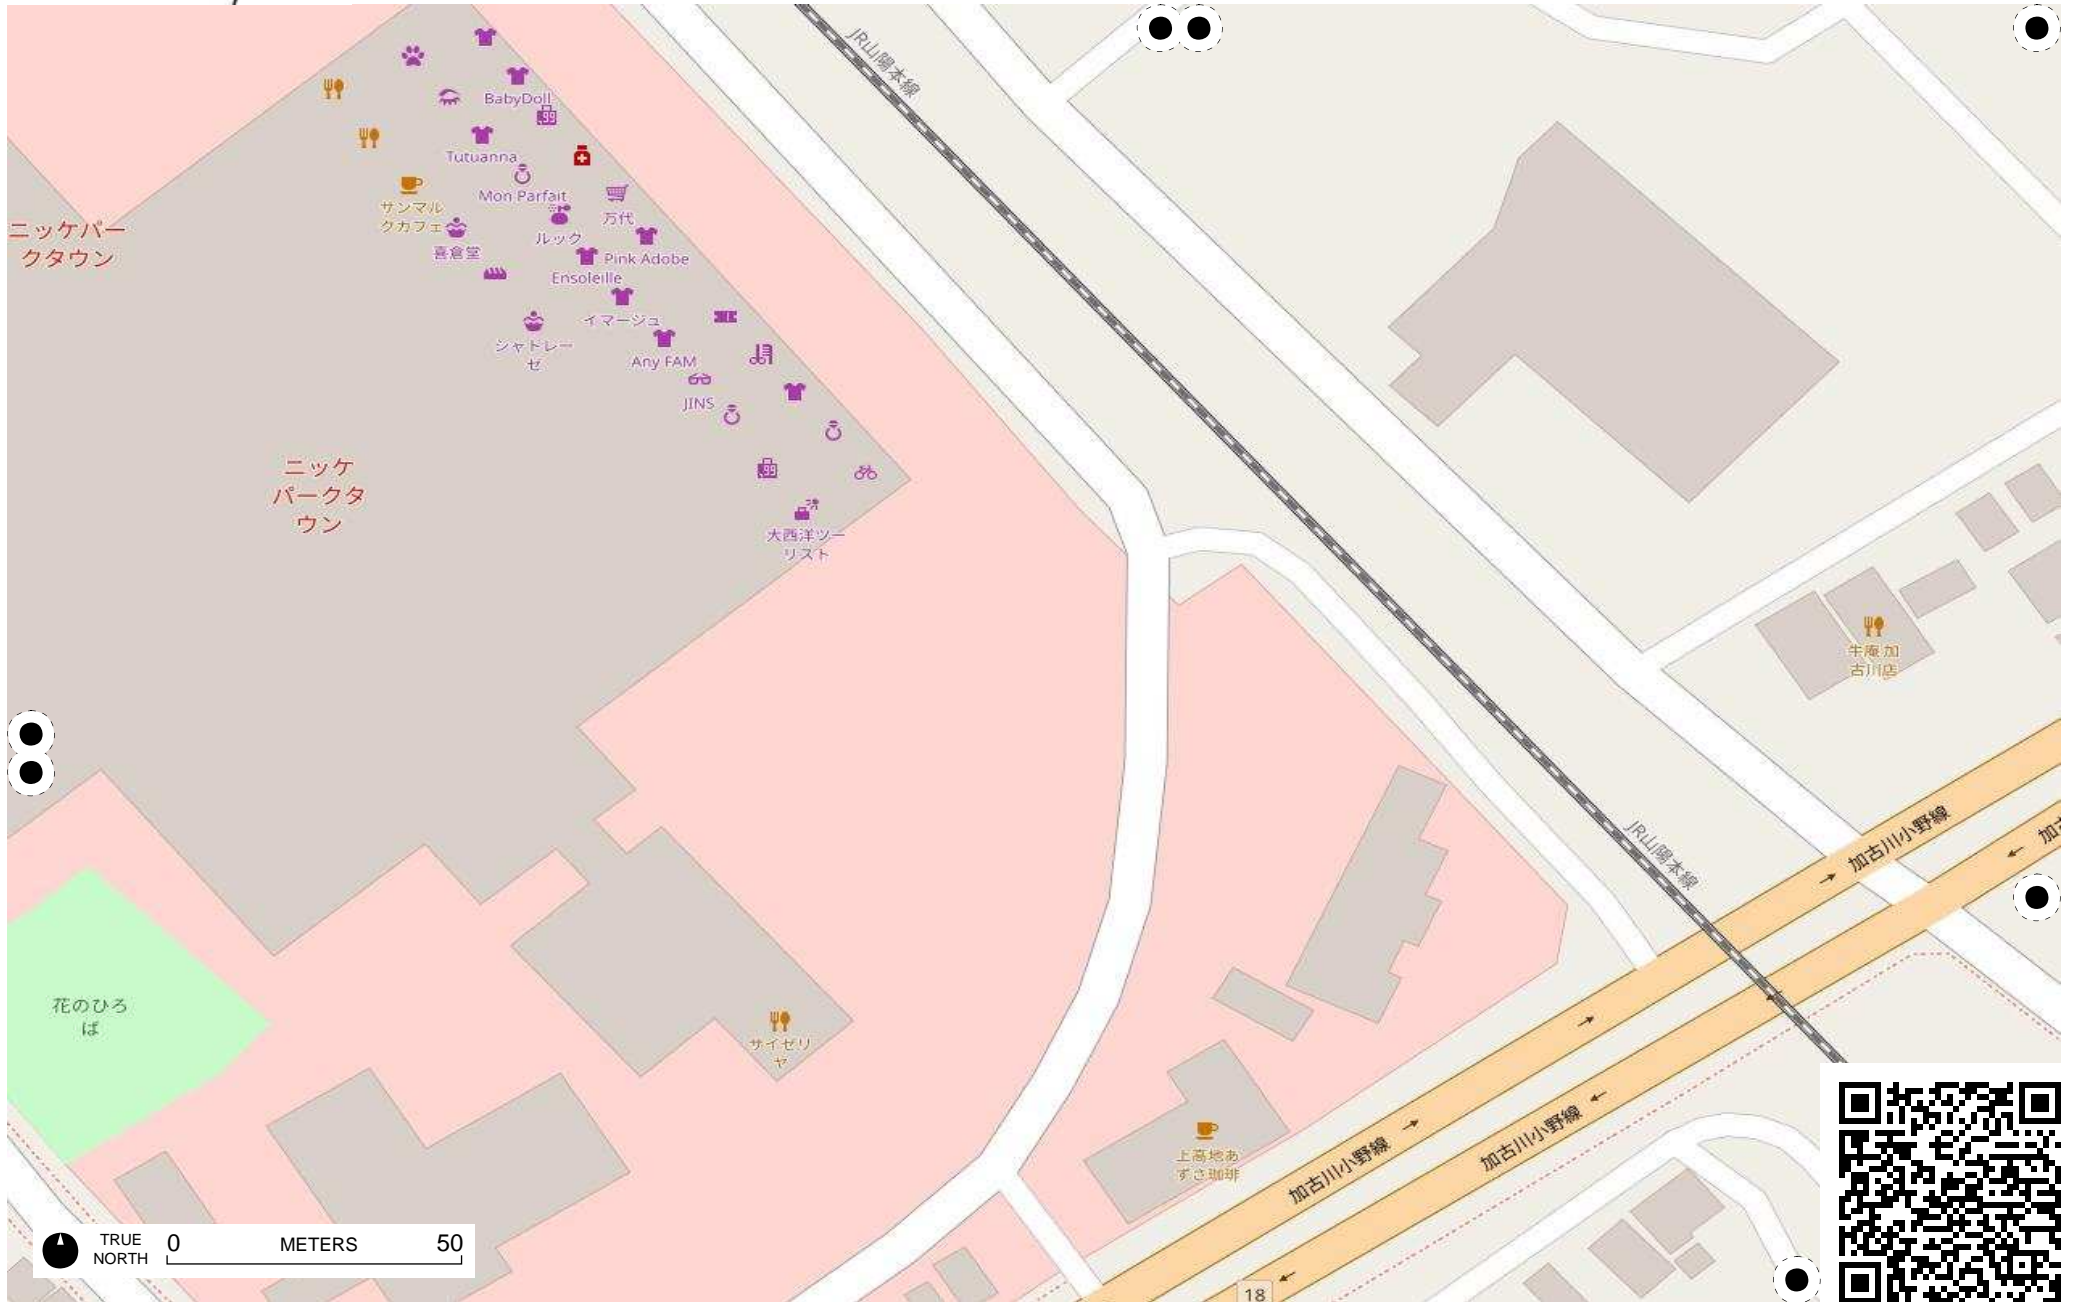 BabyDoll
Tutuanna
Mon Parfait
サンマル
クカフェ
万代
喜倉堂
ルック
Pink Adobe
Ensoleille
イマージュ
シャトレー
ゼ
Any FAM
JINS
大西洋ツー
リスト
ニッケパー
クタウン
ニッケ
パークタ
ウン
JR山陽本線
牛庵 加
古川店
JR山陽本線
加古川小野線
花のひろ
ば
サイゼリ
ヤ
上高地あ
ずさ珈琲
加古川小野線
加古川小野線
18
TRUE
NORTH
0 METERS 50